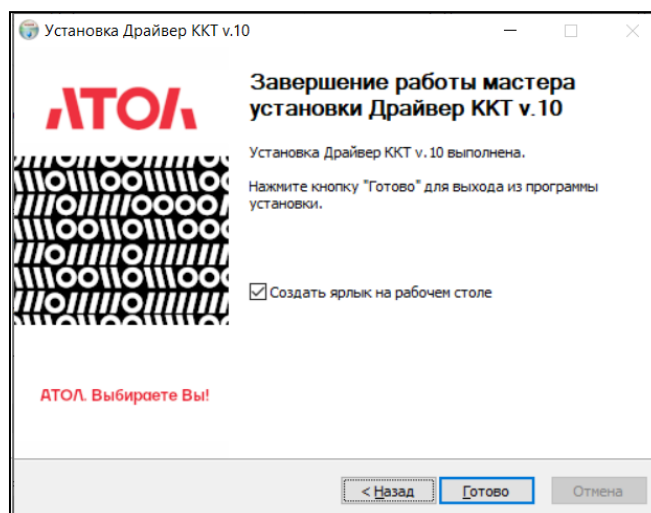 Установка Драйвер ККТ v.10
АТОЛ
Завершение работы мастера
установки Драйвер ККТ v.10
Установка Драйвер ККТ v.10 выполнена.
Нажмите кнопку "Готово" для выхода из программы
установки.
Создать ярлык на рабочем столе
АТОЛ. Выбираете Вы!
< Назад
Готово
Отмена